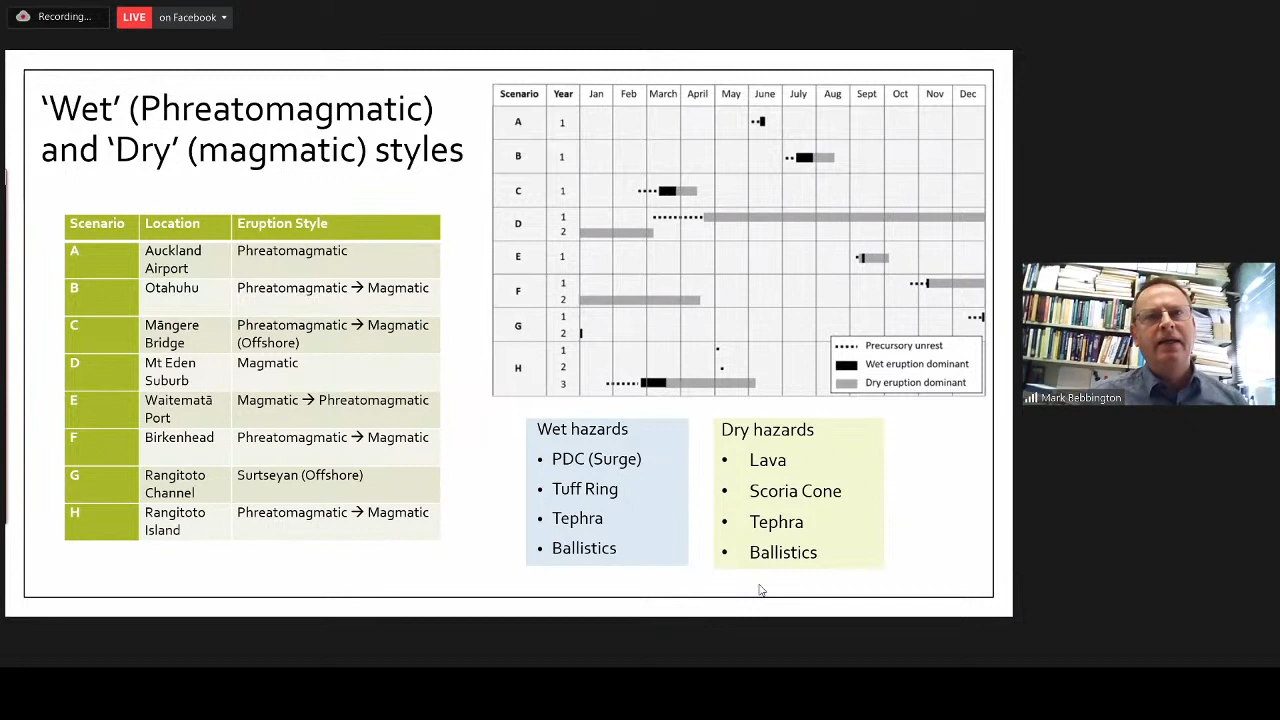 Recording...
LIVE on Facebook
'Wet' (Phreatomagmatic)
and 'Dry' (magmatic) styles
Scenario Location Eruption Style
A Auckland Airport Phreatomagmatic
B Otahuhu Phreatomagmatic → Magmatic
C Māngere Bridge Phreatomagmatic → Magmatic (Offshore)
D Mt Eden Suburb Magmatic
E Waitematā Port Magmatic → Phreatomagmatic
F Birkenhead Phreatomagmatic → Magmatic
G Rangitoto Channel Surtseyan (Offshore)
H Rangitoto Island Phreatomagmatic → Magmatic
Scenario Year Jan Feb March April May June July Aug Sept Oct Nov Dec
A 1
B 1
C 1
D 1
2
E 1
F 1
2
G 1
2
H 1
2
3
Precursory unrest
Wet eruption dominant
Dry eruption dominant
Wet hazards
• PDC (Surge)
• Tuff Ring
• Tephra
• Ballistics
Dry hazards
• Lava
• Scoria Cone
• Tephra
• Ballistics
Mark Bebbington